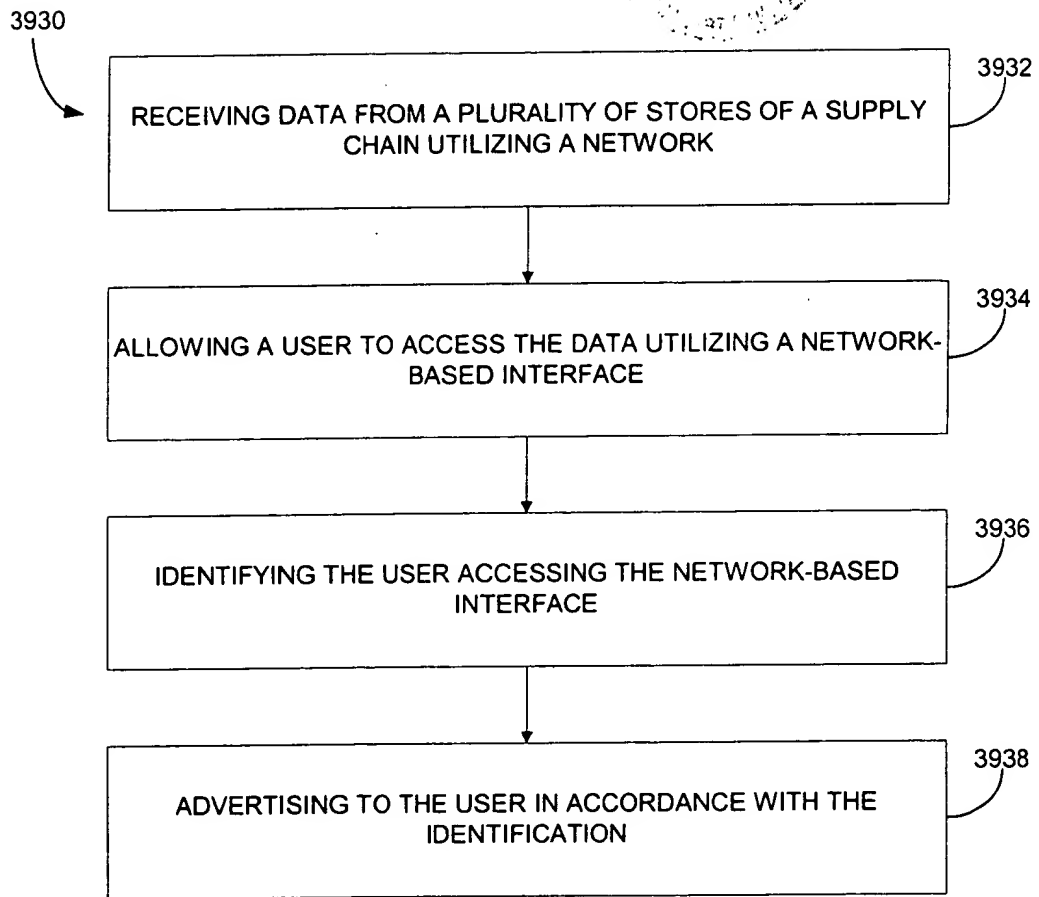 3930
27
3932
RECEIVING DATA FROM A PLURALITY OF STORES OF A SUPPLY
CHAIN UTILIZING A NETWORK
3934
ALLOWING A USER TO ACCESS THE DATA UTILIZING A NETWORK-
BASED INTERFACE
3936
IDENTIFYING THE USER ACCESSING THE NETWORK-BASED
INTERFACE
3938
ADVERTISING TO THE USER IN ACCORDANCE WITH THE
IDENTIFICATION